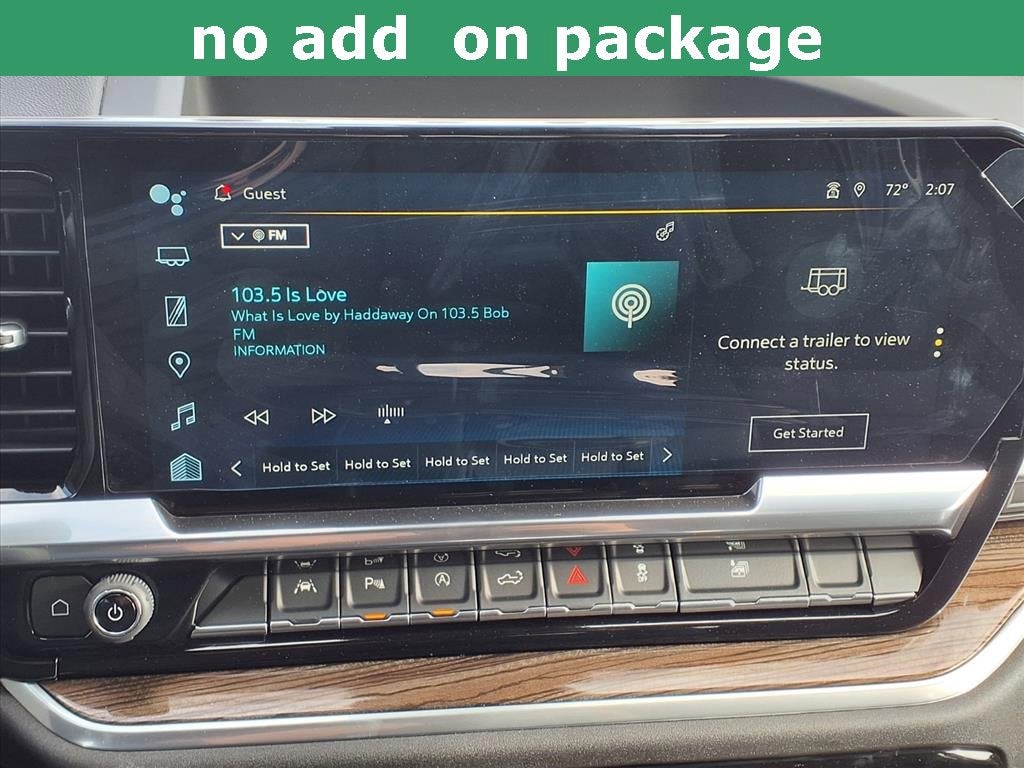 no add  on package
Guest
72° 2:07
FM
103.5 Is Love
What Is Love by Haddaway On 103.5 Bob
FM
INFORMATION
Connect a trailer to view
status.
Get Started
Hold to Set Hold to Set Hold to Set Hold to Set Hold to Set
P
A